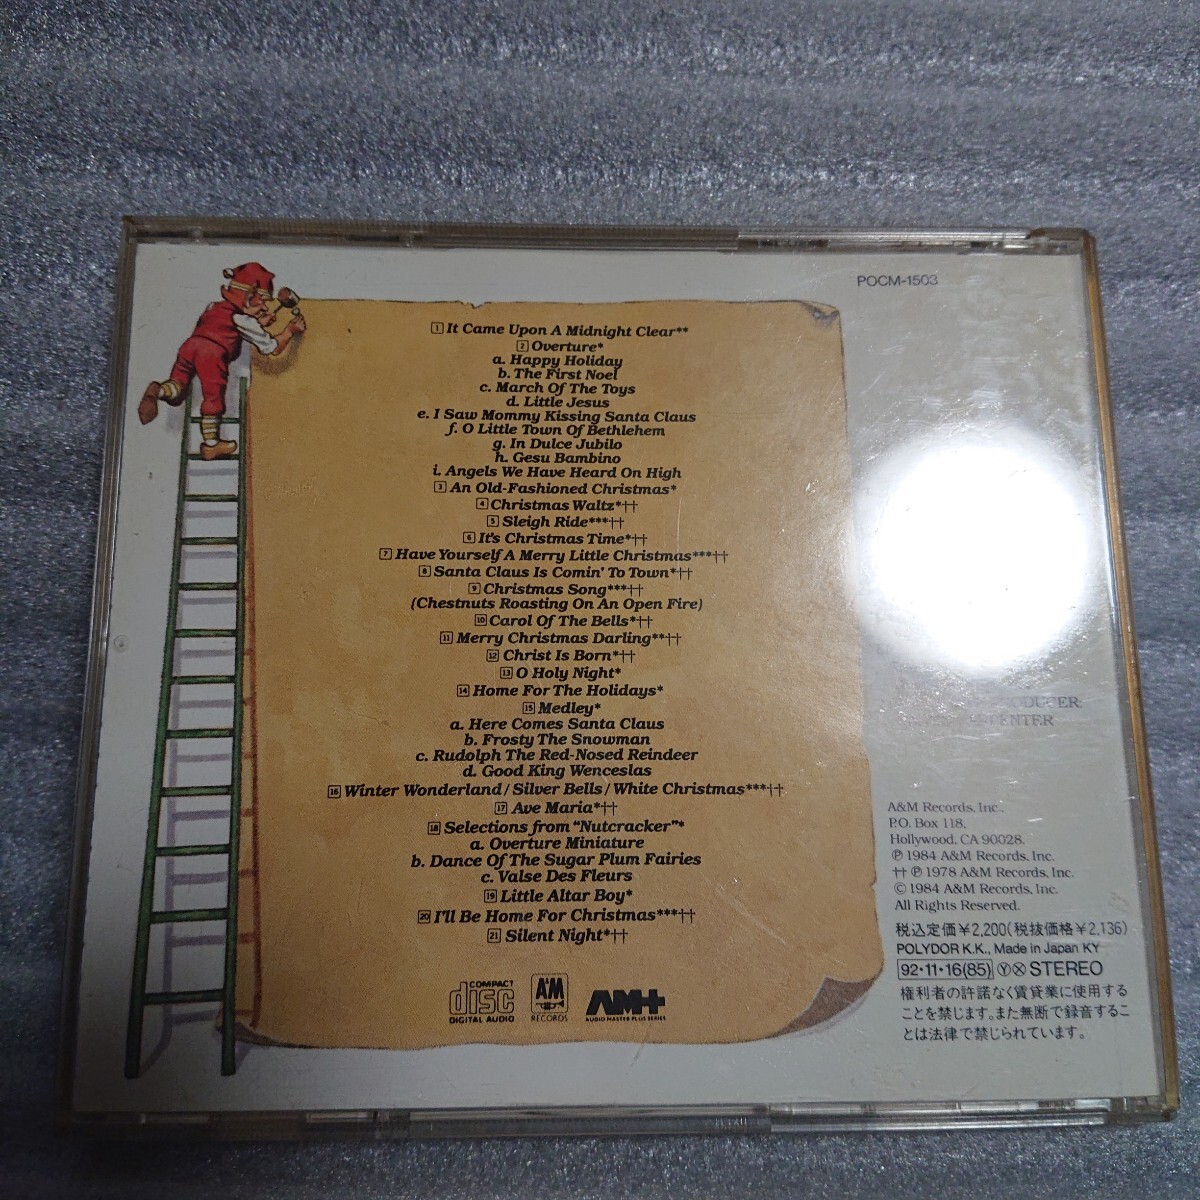 POCM-1503
1 It Came Upon A Midnight Clear**
2 Overture*
a. Happy Holiday
b. The First Noel
c. March Of The Toys
d. Little Jesus
e. I Saw Mommy Kissing Santa Claus
f. O Little Town Of Bethlehem
g. In Dulce Jubilo
h. Gesu Bambino
i. Angels We Have Heard On High
3 An Old-Fashioned Christmas*
4 Christmas Waltz*††
5 Sleigh Ride***††
6 It's Christmas Time*††
7 Have Yourself A Merry Little Christmas***††
8 Santa Claus Is Comin' To Town*††
9 Christmas Song***††
(Chestnuts Roasting On An Open Fire)
10 Carol Of The Bells*††
11 Merry Christmas Darling**††
12 Christ Is Born*††
13 O Holy Night*
14 Home For The Holidays*
15 Medley*
a. Here Comes Santa Claus
b. Frosty The Snowman
c. Rudolph The Red-Nosed Reindeer
d. Good King Wenceslas
16 Winter Wonderland/Silver Bells/White Christmas***††
17 Ave Maria*††
18 Selections from "Nutcracker"*
a. Overture Miniature
b. Dance Of The Sugar Plum Fairies
c. Valse Des Fleurs
19 Little Altar Boy*
20 I'll Be Home For Christmas***††
21 Silent Night*††
COMPACT
disc
DIGITAL AUDIO
A&M
RECORDS
AM+
AUDIO MASTER PLUS SERIES
A&M Records, Inc.
P.O. Box 118,
Hollywood, CA 90028.
℗ 1984 A&M Records, Inc.
†† ℗ 1978 A&M Records, Inc.
© 1984 A&M Records, Inc.
All Rights Reserved.
税込定価¥2,200(税抜価格¥2,136)
POLYDOR K.K., Made in Japan KY
92・11・16(85) Ⓨ Ⓧ STEREO
権利者の許諾なく賃貸業に使用する
ことを禁じます。また無断で録音するこ
とは法律で禁じられています。